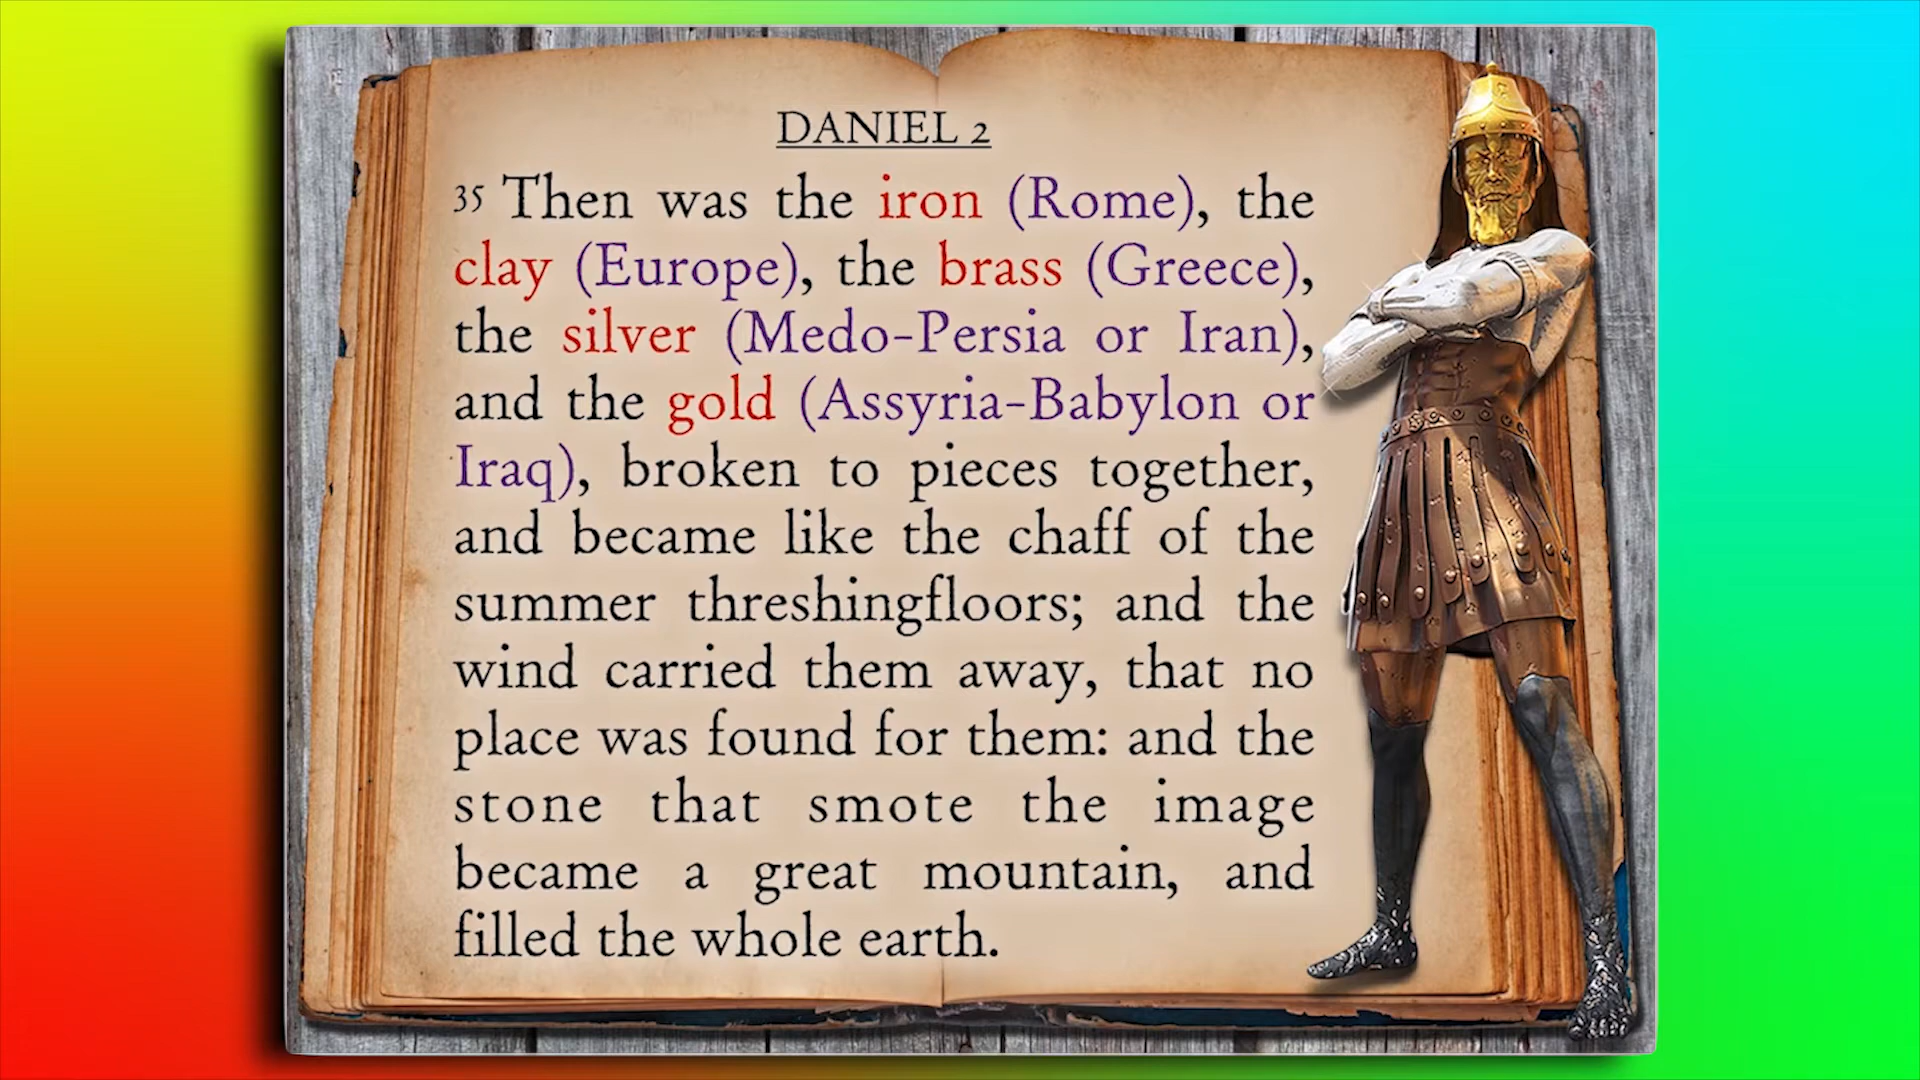 DANIEL 2
35 Then was the iron (Rome), the
clay (Europe), the brass (Greece),
the silver (Medo-Persia or Iran),
and the gold (Assyria-Babylon or
Iraq), broken to pieces together,
and became like the chaff of the
summer threshingfloors; and the
wind carried them away, that no
place was found for them: and the
stone that smote the image
became a great mountain, and
filled the whole earth.